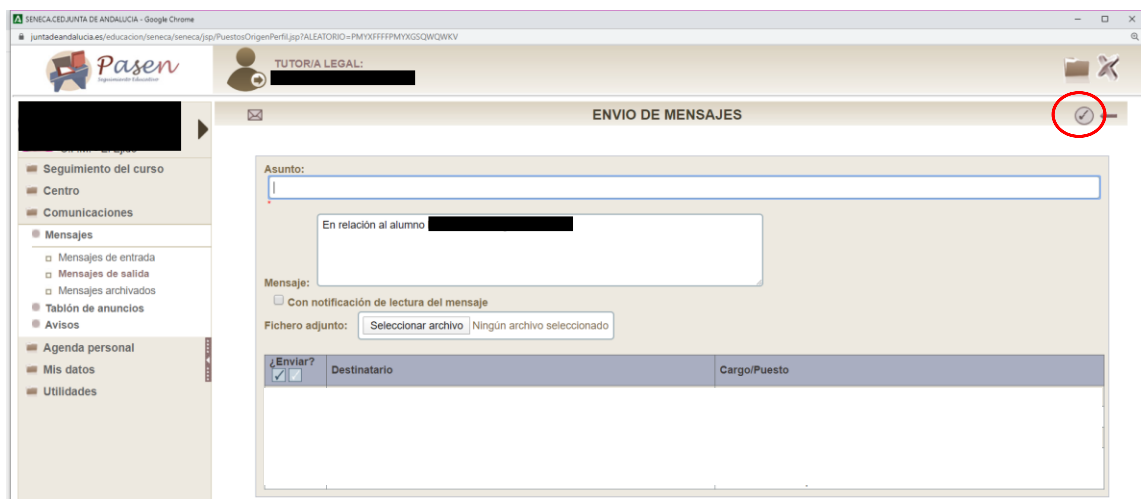 SENECA.CEDJUNTA DE ANDALUCIA - Google Chrome
juntadeandalucia.es/educacion/seneca/seneca/jsp/PuestosOrigenPerfil.jsp?ALEATORIO=PMYXFFFFPMYXGSQWQWKV
Pasen
Seguimiento Educativo
TUTOR/A LEGAL:
ENVIO DE MENSAJES
Seguimiento del curso
Centro
Comunicaciones
Mensajes
Mensajes de entrada
Mensajes de salida
Mensajes archivados
Tablón de anuncios
Avisos
Agenda personal
Mis datos
Utilidades
Asunto:
*
En relación al alumno
Mensaje:
Con notificación de lectura del mensaje
Fichero adjunto: Seleccionar archivo Ningún archivo seleccionado
¿Enviar? Destinatario Cargo/Puesto